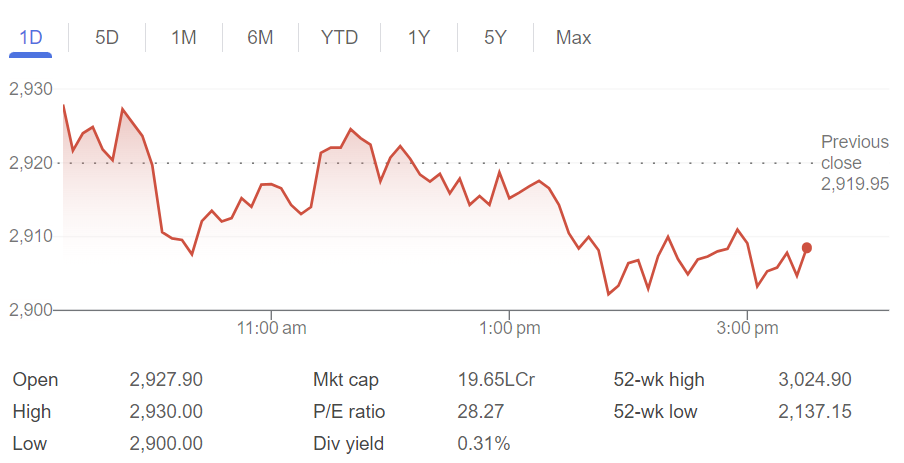 1D 5D 1M 6M YTD 1Y 5Y Max
2,930
2,920
2,910
2,900
Previous
close
2,919.95
11:00 am 1:00 pm 3:00 pm
Open 2,927.90 Mkt cap 19.65LCr 52-wk high 3,024.90
High 2,930.00 P/E ratio 28.27 52-wk low 2,137.15
Low 2,900.00 Div yield 0.31%